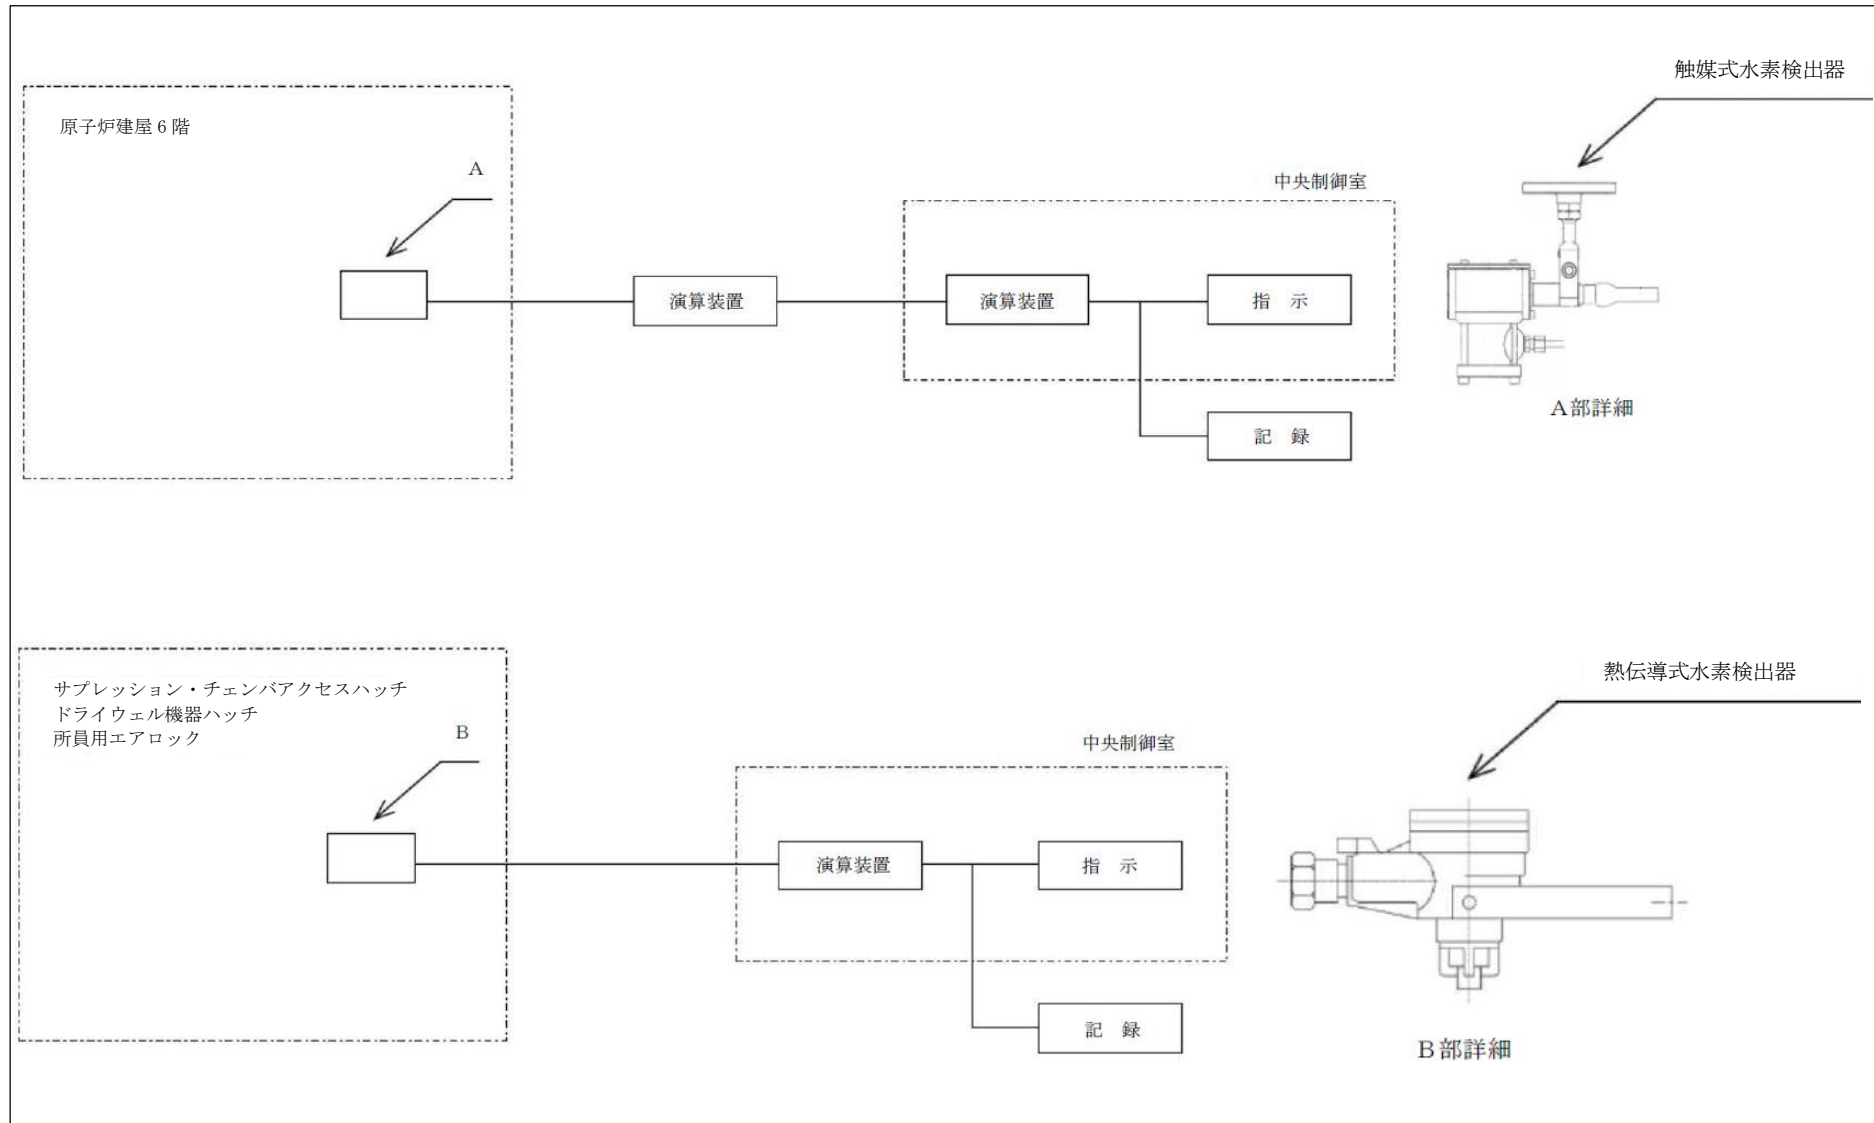 触媒式水素検出器
原子炉建屋6階
A
中央制御室
演算装置
演算装置
指 示
A部詳細
記 録
熱伝導式水素検出器
サプレッション・チェンバアクセスハッチ
ドライウェル機器ハッチ
所員用エアロック
B
中央制御室
演算装置
指 示
記 録
B部詳細